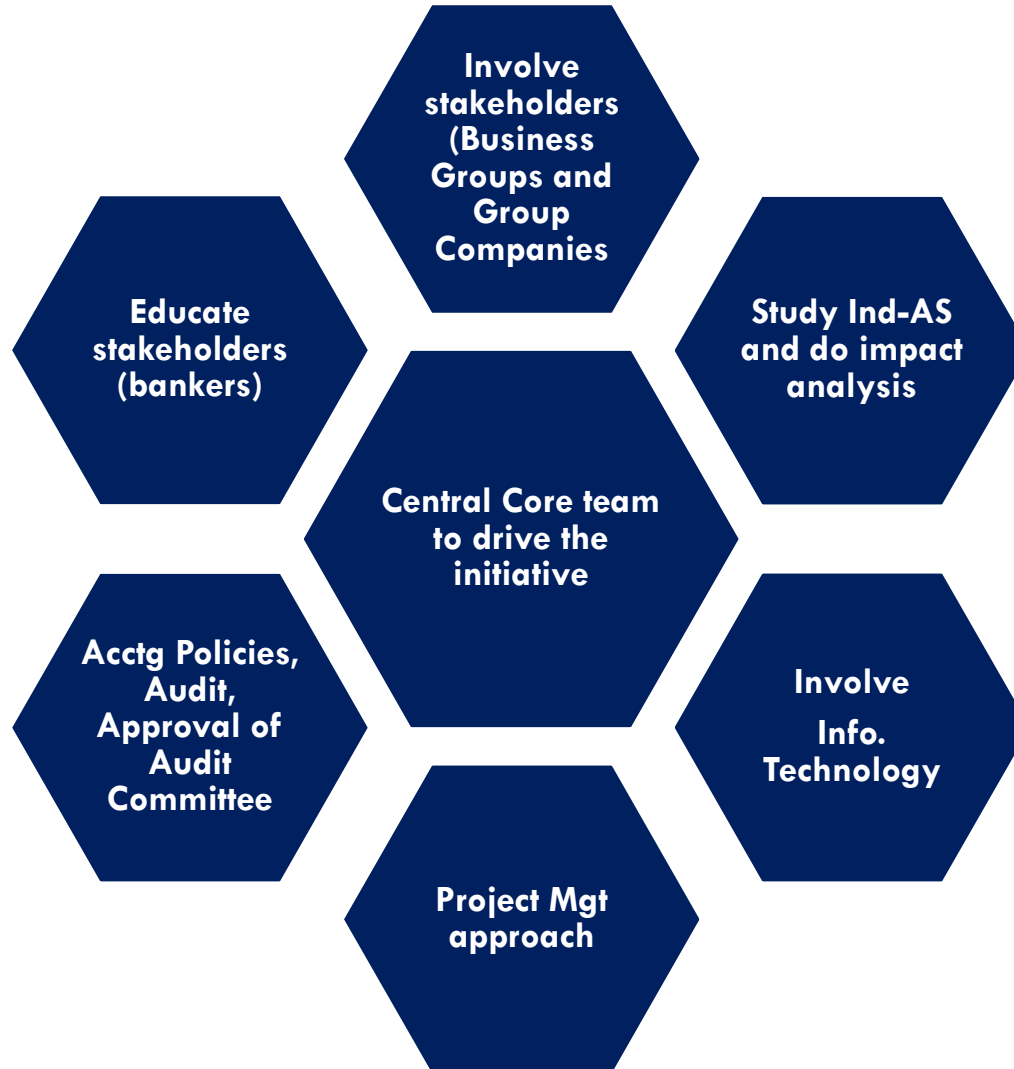 Involve
stakeholders
(Business
Groups and
Group
Companies
Educate
stakeholders
(bankers)
Study Ind-AS
and do impact
analysis
Central Core team
to drive the
initiative
Acctg Policies,
Audit,
Approval of
Audit
Committee
Involve
Info.
Technology
Project Mgt
approach